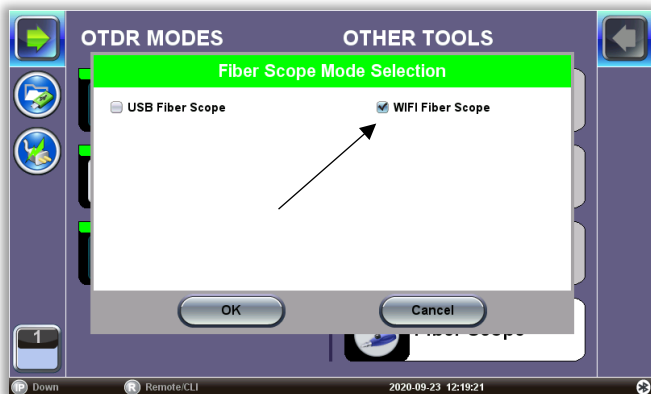 OTDR MODES OTHER TOOLS
Fiber Scope Mode Selection
USB Fiber Scope WIFI Fiber Scope
OK Cancel
Fiber Scope
1
IP Down R Remote/CLI 2020-09-23 12:19:21